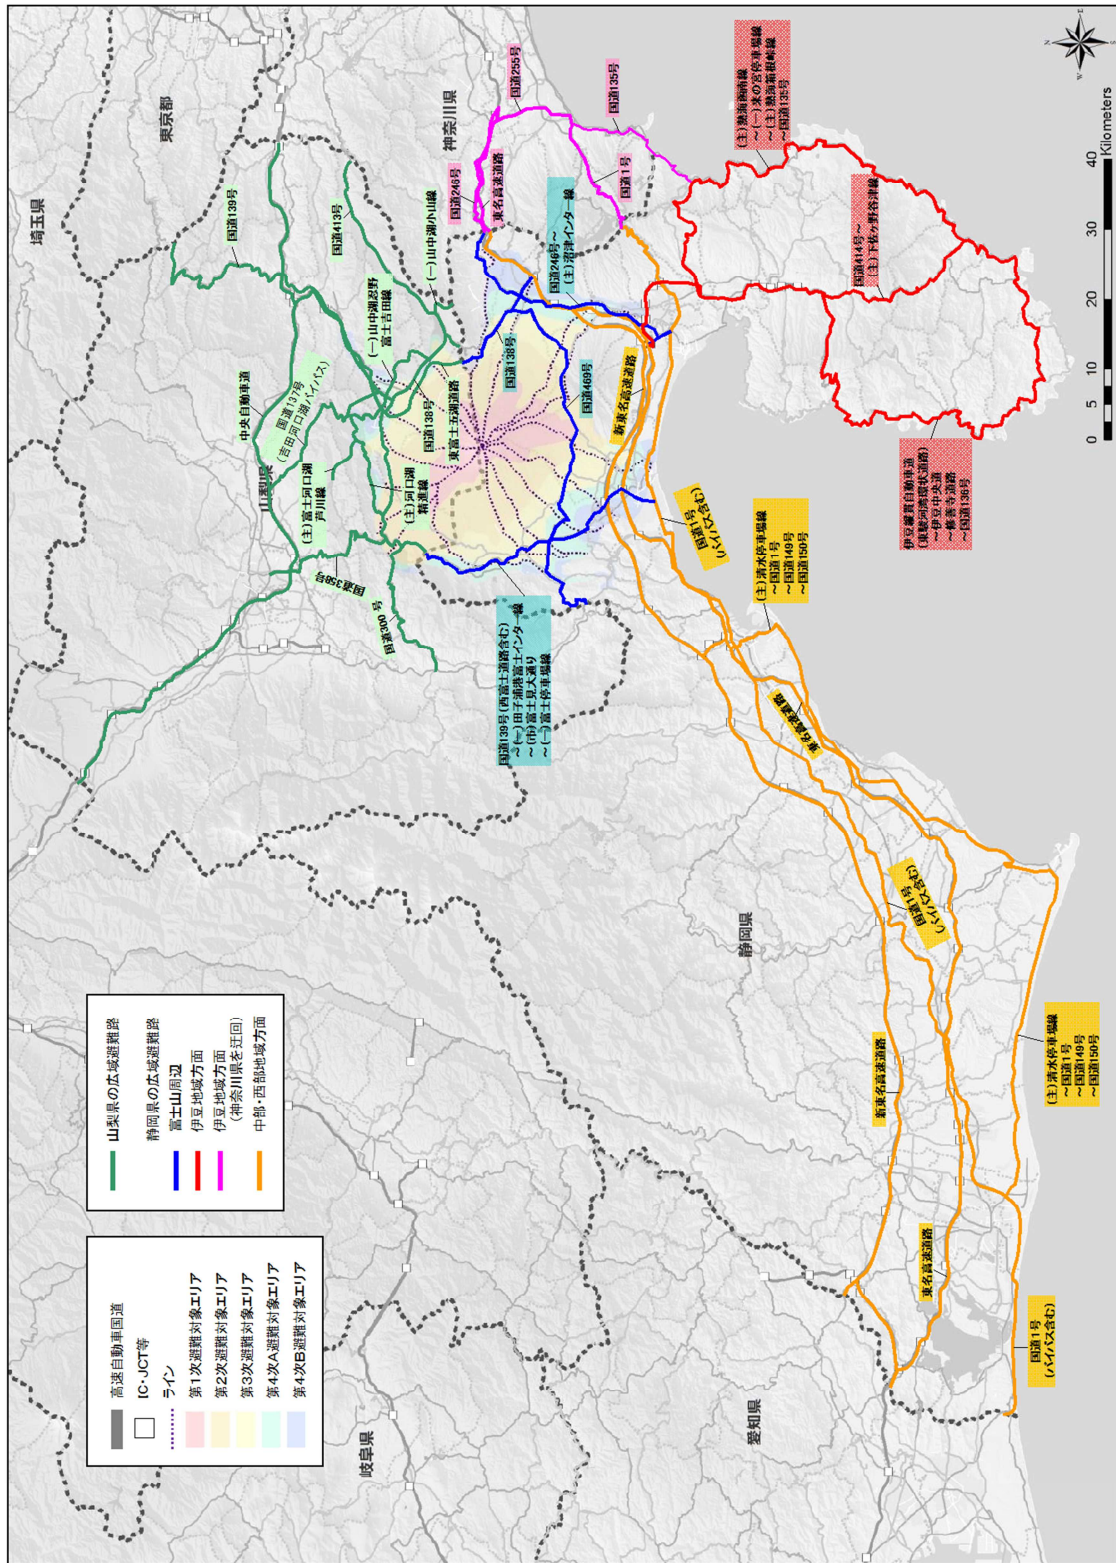 高速自動車国道
IC・JCT等
ライン
第1次避難対象エリア
第2次避難対象エリア
第3次避難対象エリア
第4次A避難対象エリア
第4次B避難対象エリア
山梨県の広域避難路
静岡県の広域避難路
富士山周辺
伊豆地域方面
伊豆地域方面
(神奈川県を迂回)
中部・西部地域方面
埼玉県
東京都
神奈川県
山梨県
静岡県
岐阜県
愛知県
国道139号
国道413号
(一)山中湖小山線
(一)山中湖忍野
富士吉田線
中央自動車道
国道137号
(吉田河口湖バイパス)
国道138号
東富士五湖道路
(主)富士河口湖
芦川線
(主)河口湖
精進線
国道358号
国道300号
国道246号
東名高速道路
国道255号
国道135号
国道1号
国道246号~
(主)沼津インター線
国道138号
国道469号
国道139号(西富士道路含む)
~(一)田子浦港富士インター線
~(市)富士見大通り
~(一)富士停車場線
新東名高速道路
国道1号
(バイパス含む)
(主)清水停車場線
~国道1号
~国道149号
~国道150号
東名高速道路
国道1号
(バイパス含む)
新東名高速道路
(主)清水停車場線
~国道1号
~国道149号
~国道150号
東名高速道路
国道1号
(バイパス含む)
(主)熱海函南線
~(一)来の宮停車場線
~(主)熱海箱根峠線
~国道135号
国道414号~
(主)下佐ケ野谷津線
伊豆縦貫自動車道
(東駿河湾環状道路)
~伊豆中央道
~修善寺道路
~国道136号
N
E
S
W
0 5 10 20 30 40
Kilometers